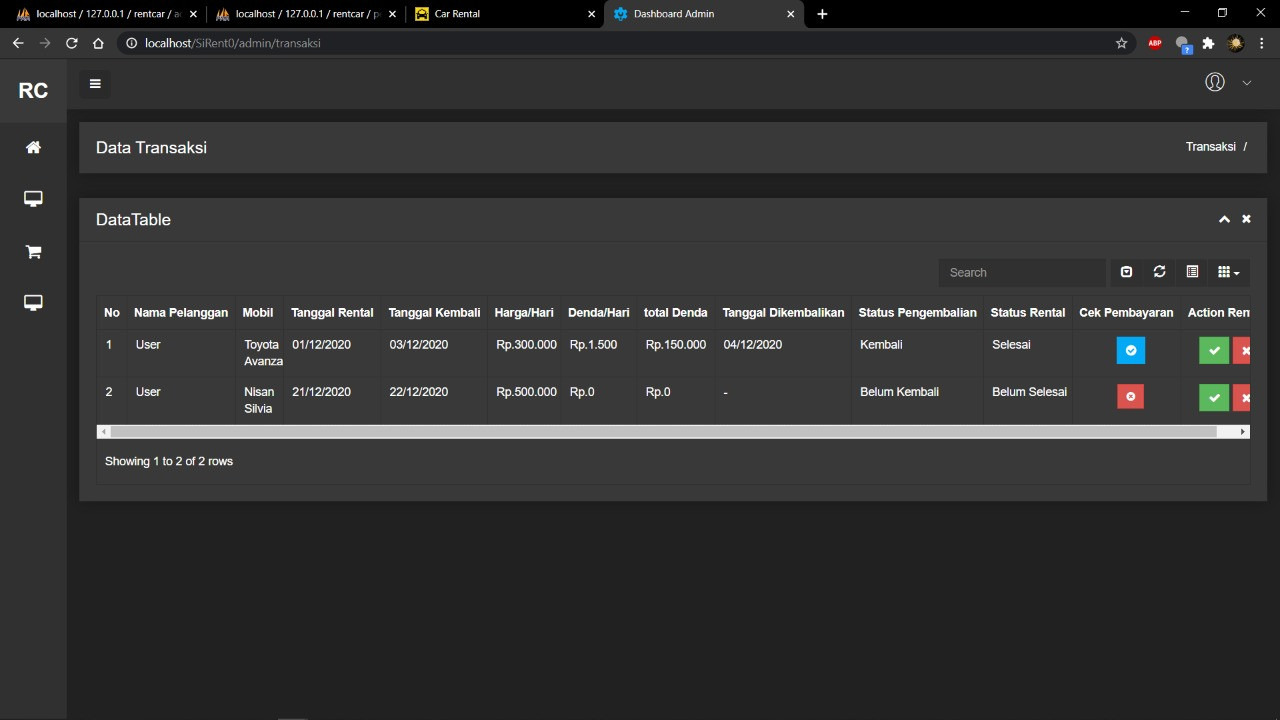 localhost / 127.0.0.1 / rentcar / a
localhost / 127.0.0.1 / rentcar / p
Car Rental
Dashboard Admin
localhost/SiRent0/admin/transaksi
ABP
?
RC
Data Transaksi
Transaksi /
DataTable
Search
No Nama Pelanggan Mobil Tanggal Rental Tanggal Kembali Harga/Hari Denda/Hari total Denda Tanggal Dikembalikan Status Pengembalian Status Rental Cek Pembayaran Action Ren
1 User Toyota Avanza 01/12/2020 03/12/2020 Rp.300.000 Rp.1.500 Rp.150.000 04/12/2020 Kembali Selesai
2 User Nisan Silvia 21/12/2020 22/12/2020 Rp.500.000 Rp.0 Rp.0 - Belum Kembali Belum Selesai
Showing 1 to 2 of 2 rows